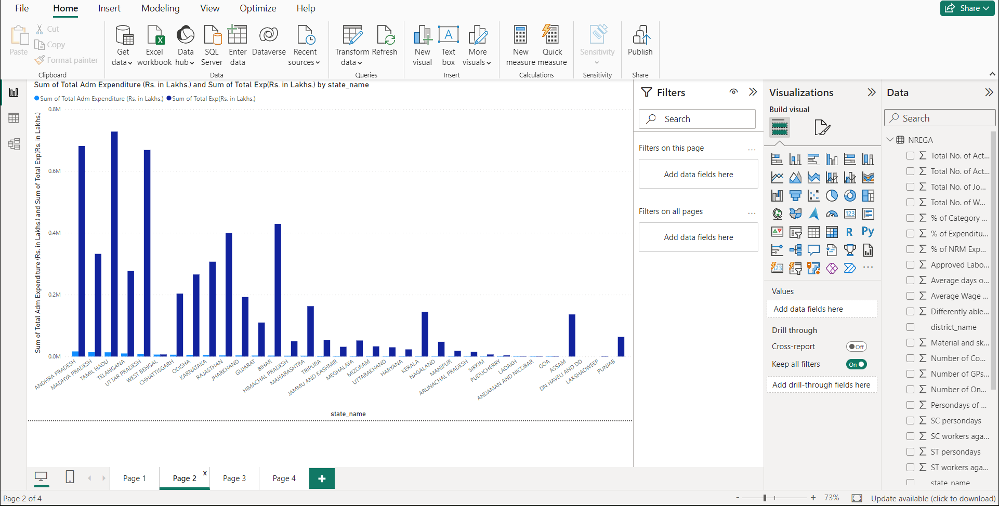 File
Home
Insert
Modeling
View
Optimize
Help
Share
Paste
Cut
Copy
Format painter
Clipboard
Get data
Excel workbook
Data hub
SQL Server
Enter data
Dataverse
Recent sources
Data
Transform data
Refresh
Queries
New visual
Text box
More visuals
Insert
New measure
Quick measure
Calculations
Sensitivity
Sensitivity
Publish
Share
Sum of Total Adm Expenditure (Rs. in Lakhs.) and Sum of Total Exp(Rs. in Lakhs.) by state_name
Sum of Total Adm Expenditure (Rs. in Lakhs.)
Sum of Total Exp(Rs. in Lakhs.)
Sum of Total Adm Expenditure (Rs. in Lakhs.) and Sum of Total Exp(Rs. in Lakhs.)
0.8M
0.6M
0.4M
0.2M
0.0M
ANDHRA PRADESH
MADHYA PRADESH
TAMIL NADU
TELANGANA
UTTAR PRADESH
WEST BENGAL
CHHATTISGARH
ODISHA
KARNATAKA
RAJASTHAN
JHARKHAND
GUJARAT
BIHAR
HIMACHAL PRADESH
MAHARASHTRA
TRIPURA
JAMMU AND KASHMIR
MEGHALAYA
MIZORAM
UTTARAKHAND
HARYANA
KERALA
NAGALAND
MANIPUR
ARUNACHAL PRADESH
SIKKIM
PUDUCHERRY
LADAKH
ANDAMAN AND NICOBAR
GOA
ASSAM
DN HAVELI AND DD
LAKSHADWEEP
PUNJAB
state_name
Filters
Search
Filters on this page
...
Add data fields here
Filters on all pages
...
Add data fields here
Visualizations
Build visual
123
R
Py
123
...
Values
Add data fields here
Drill through
Cross-report
Off
Keep all filters
On
Add drill-through fields here
Data
Search
NREGA
Total No. of Act...
Total No. of Act...
Total No. of Jo...
Total No. of W...
% of Category ...
% of Expenditu...
% of NRM Exp...
Approved Labo...
Average days o...
Average Wage ...
Differently able...
district_name
Material and sk...
Number of Co...
Number of GPs...
Number of On...
Persondays of ...
SC persondays
SC workers aga...
ST persondays
ST workers aga...
state_name
Page 1
Page 2
x
Page 3
Page 4
+
Page 2 of 4
-
+
73%
Update available (click to download)